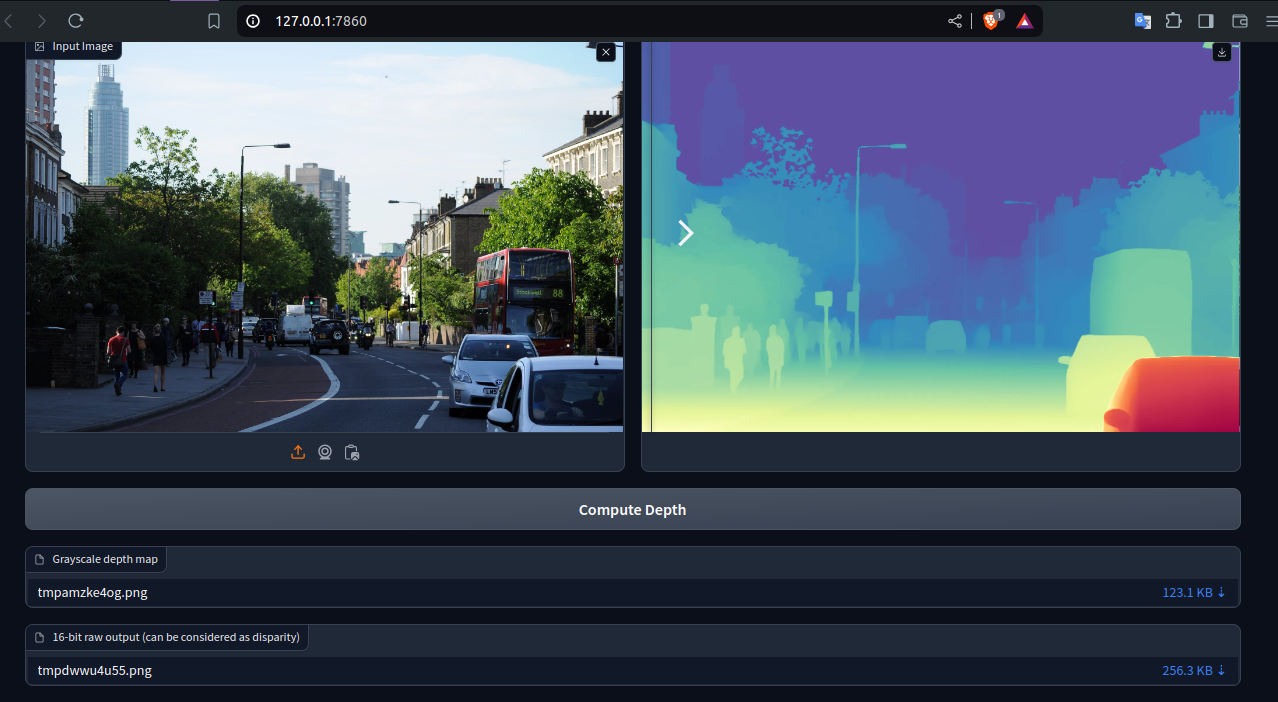 127.0.0.1:7860
1
Input Image
88
Compute Depth
Grayscale depth map
tmpamzke4og.png
123.1 KB ↓
16-bit raw output (can be considered as disparity)
tmpdwwu4u55.png
256.3 KB ↓